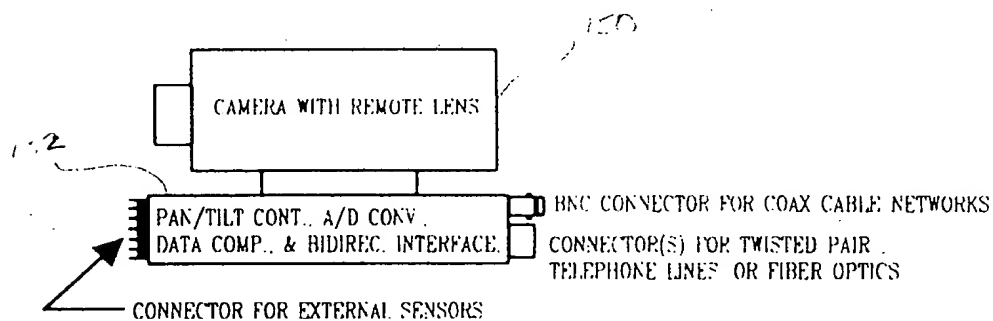 150
CAMERA WITH REMOTE LENS
BNC CONNECTOR FOR COAX CABLE NETWORKS
PAN/TILT CONT., A/D CONV.,
DATA COMP., & BIDIREC. INTERFACE.
CONNECTOR(S) FOR TWISTED PAIR,
TELEPHONE LINES OR FIBER OPTICS
CONNECTOR FOR EXTERNAL SENSORS